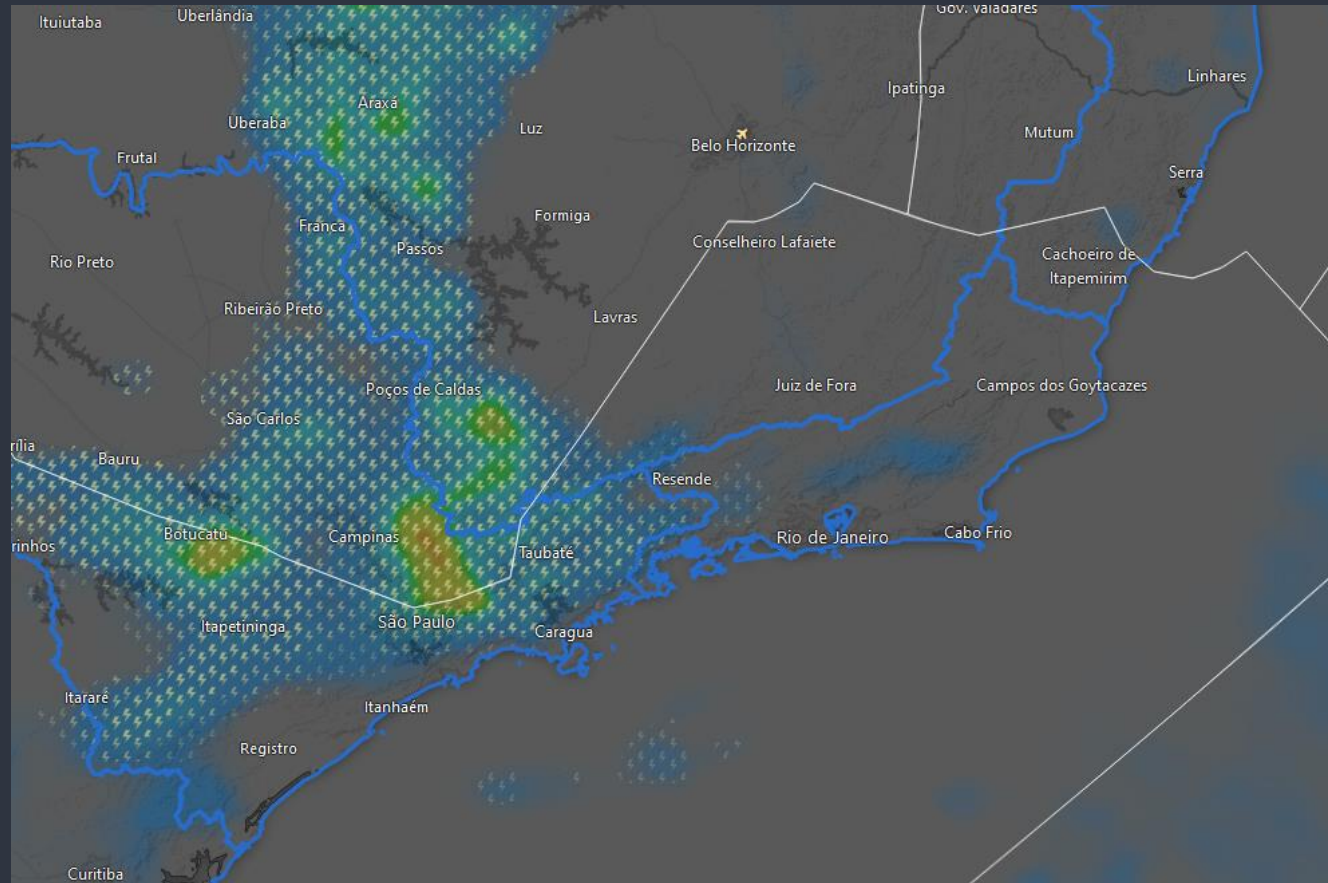 Gov. Valadares
Uberlândia
Ituiutaba
Linhares
Ipatinga
Araxá
Uberaba
Luz
Mutum
Belo Horizonte
Frutal
Serra
Formiga
Franca
Conselheiro Lafaiete
Passos
Cachoeiro de
Itapemirim
Rio Preto
Ribeirão Preto
Lavras
Juiz de Fora
Campos dos Goytacazes
Poços de Caldas
São Carlos
rília
Bauru
Resende
Botucatu
Campinas
Rio de Janeiro
Cabo Frio
rinhos
Taubaté
São Paulo
Itapetininga
Caragua
Itararé
Itanhaém
Registro
Curitiba